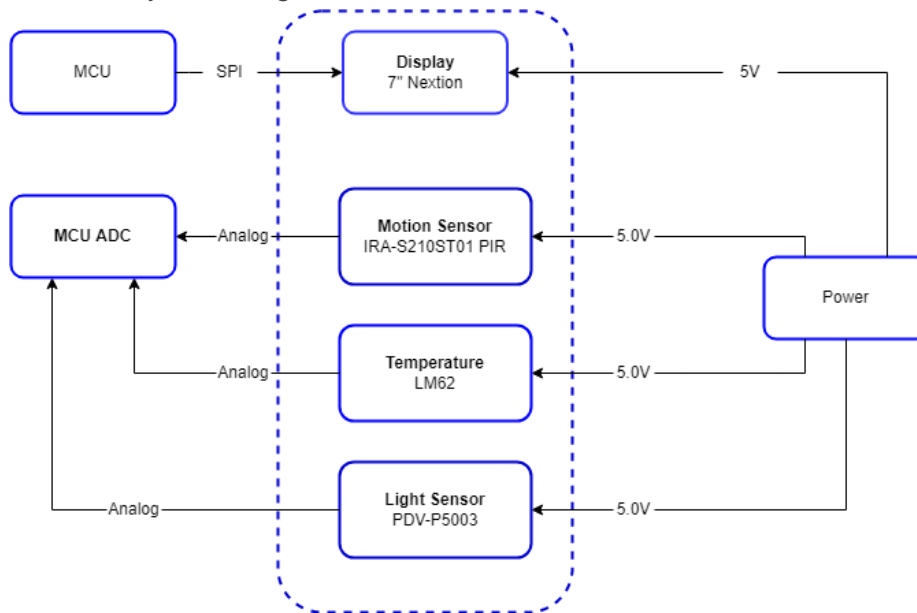 MCU
SPI
Display
7" Nextion
5V
MCU ADC
Analog
Motion Sensor
IRA-S210ST01 PIR
5.0V
Power
Analog
Temperature
LM62
5.0V
Analog
Light Sensor
PDV-P5003
5.0V